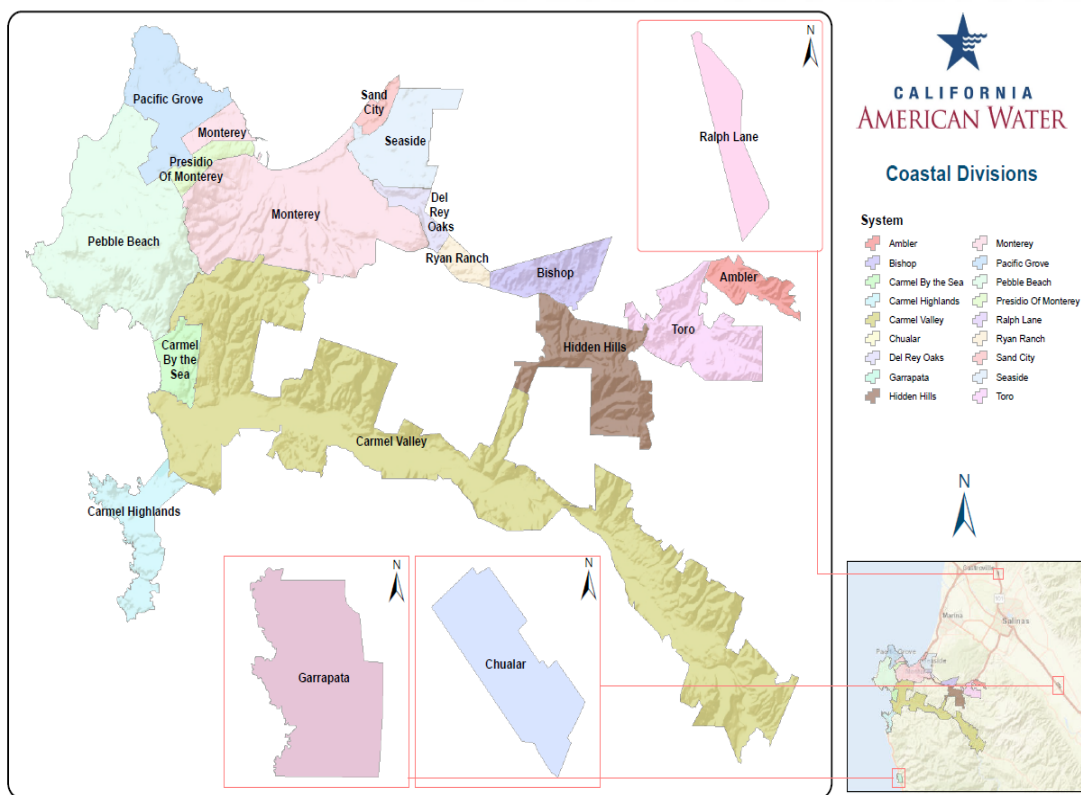 N
Pacific Grove
Sand
City
Monterey
Seaside
Presidio
Of Monterey
Ralph Lane
Del
Rey
Oaks
Monterey
Pebble Beach
Ryan Ranch
Bishop
Ambler
Toro
Hidden Hills
Carmel
By the
Sea
Carmel Valley
Carmel Highlands
N
Garrapata
N
Chualar
CALIFORNIA
AMERICAN WATER
Coastal Divisions
System
Ambler
Bishop
Carmel By the Sea
Carmel Highlands
Carmel Valley
Chualar
Del Rey Oaks
Garrapata
Hidden Hills
Monterey
Pacific Grove
Pebble Beach
Presidio Of Monterey
Ralph Lane
Ryan Ranch
Sand City
Seaside
Toro
N
Marina
Salinas
Pacific Grove